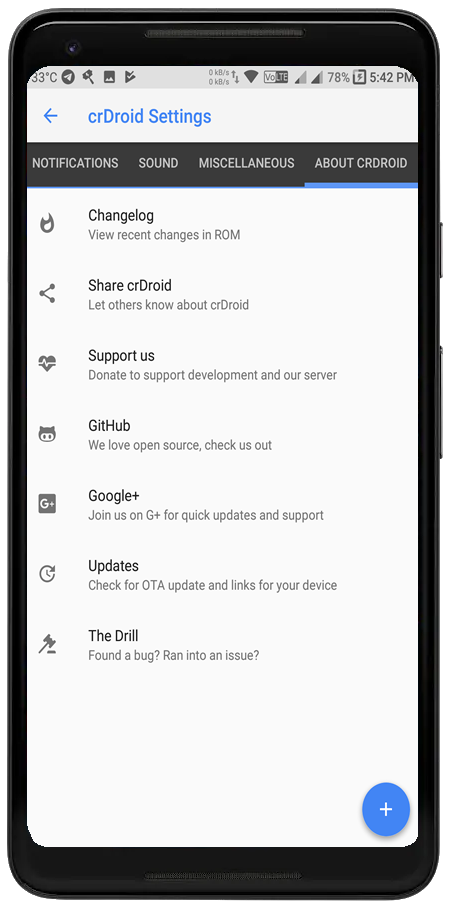 33°C 0 kB/s 0 kB/s VoLTE 78% 5:42 PM
crDroid Settings
NOTIFICATIONS SOUND MISCELLANEOUS ABOUT CRDROID
Changelog
View recent changes in ROM
Share crDroid
Let others know about crDroid
Support us
Donate to support development and our server
GitHub
We love open source, check us out
G+ Google+
Join us on G+ for quick updates and support
Updates
Check for OTA update and links for your device
The Drill
Found a bug? Ran into an issue?
+